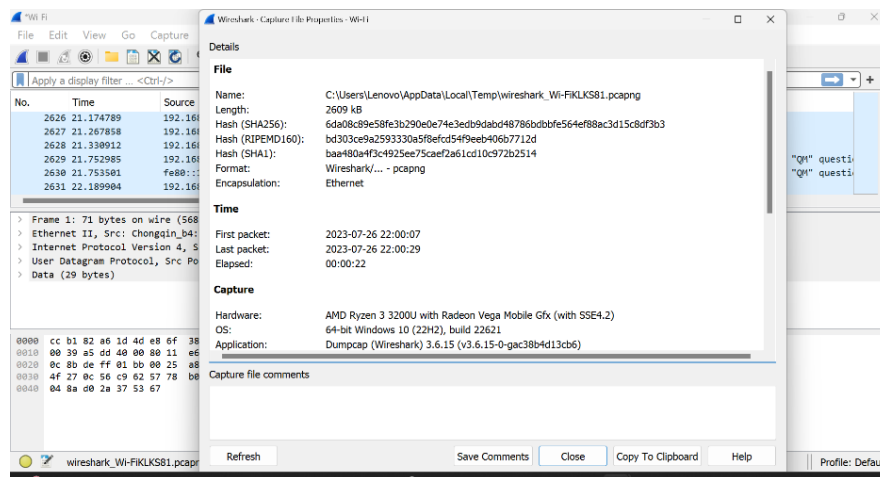 *Wi Fi
File Edit View Go Capture
Apply a display filter ... <Ctrl-/>
No. Time Source
2626 21.174789 192.168
2627 21.267858 192.168
2628 21.330912 192.168
2629 21.752985 192.168 "QM" questi
2630 21.753501 fe80:: "QM" questi
2631 22.189904 192.168
Frame 1: 71 bytes on wire (568
Ethernet II, Src: Chongqin_b4:
Internet Protocol Version 4, S
User Datagram Protocol, Src Po
Data (29 bytes)
0000 cc b1 82 a6 1d 4d e8 6f 38
0010 00 39 a5 dd 40 00 80 11 e6
0020 0c 8b de ff 01 bb 00 25 a8
0030 4f 27 0c 56 c9 62 57 78 b0
0040 04 8a d0 2a 37 53 67
wireshark_Wi-FiKLKS81.pcapn
Profile: Defau
Wireshark · Capture File Properties · Wi-Fi
Details
File
Name: C:\Users\Lenovo\AppData\Local\Temp\wireshark_Wi-FiKLKS81.pcapng
Length: 2609 kB
Hash (SHA256): 6da08c89e58fe3b290e0e74e3edb9dabd48786bdbbfe564ef88ac3d15c8df3b3
Hash (RIPEMD160): bd303ce9a2593330a5f8efcd54f9eeb406b7712d
Hash (SHA1): baa480a4f3c4925ee75caef2a61cd10c972b2514
Format: Wireshark/... - pcapng
Encapsulation: Ethernet
Time
First packet: 2023-07-26 22:00:07
Last packet: 2023-07-26 22:00:29
Elapsed: 00:00:22
Capture
Hardware: AMD Ryzen 3 3200U with Radeon Vega Mobile Gfx (with SSE4.2)
OS: 64-bit Windows 10 (22H2), build 22621
Application: Dumpcap (Wireshark) 3.6.15 (v3.6.15-0-gac38b4d13cb6)
Capture file comments
Refresh Save Comments Close Copy To Clipboard Help